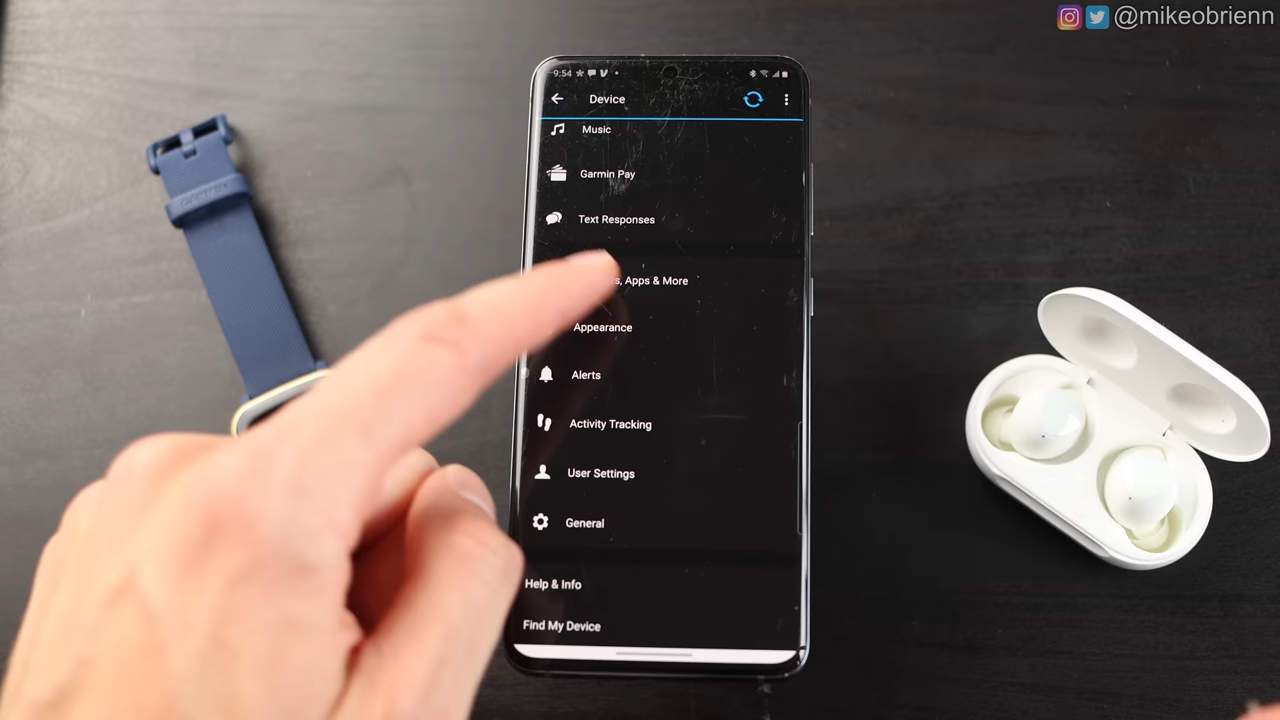 @mikeobrienn
9:54
Device
Music
Garmin Pay
Text Responses
, Apps & More
Appearance
Alerts
Activity Tracking
User Settings
General
Help & Info
Find My Device
GARMIN